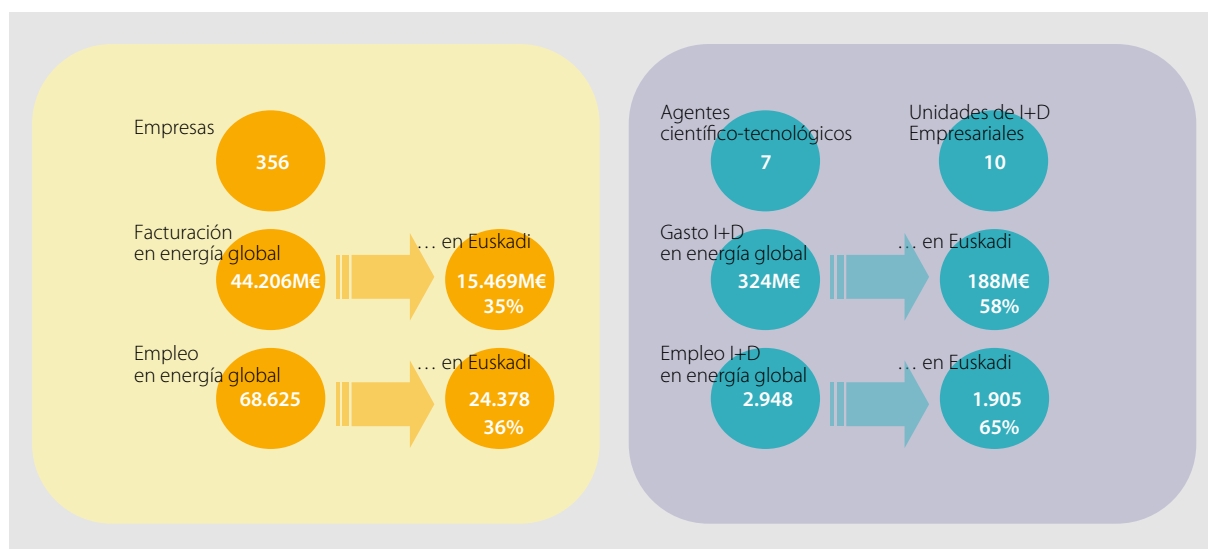 Empresas
356
Facturación
en energía global
44.206M€
… en Euskadi
15.469M€
35%
Empleo
en energía global
68.625
… en Euskadi
24.378
36%
Agentes
científico-tecnológicos
7
Unidades de I+D
Empresariales
10
Gasto I+D
en energía global
324M€
… en Euskadi
188M€
58%
Empleo I+D
en energía global
2.948
… en Euskadi
1.905
65%